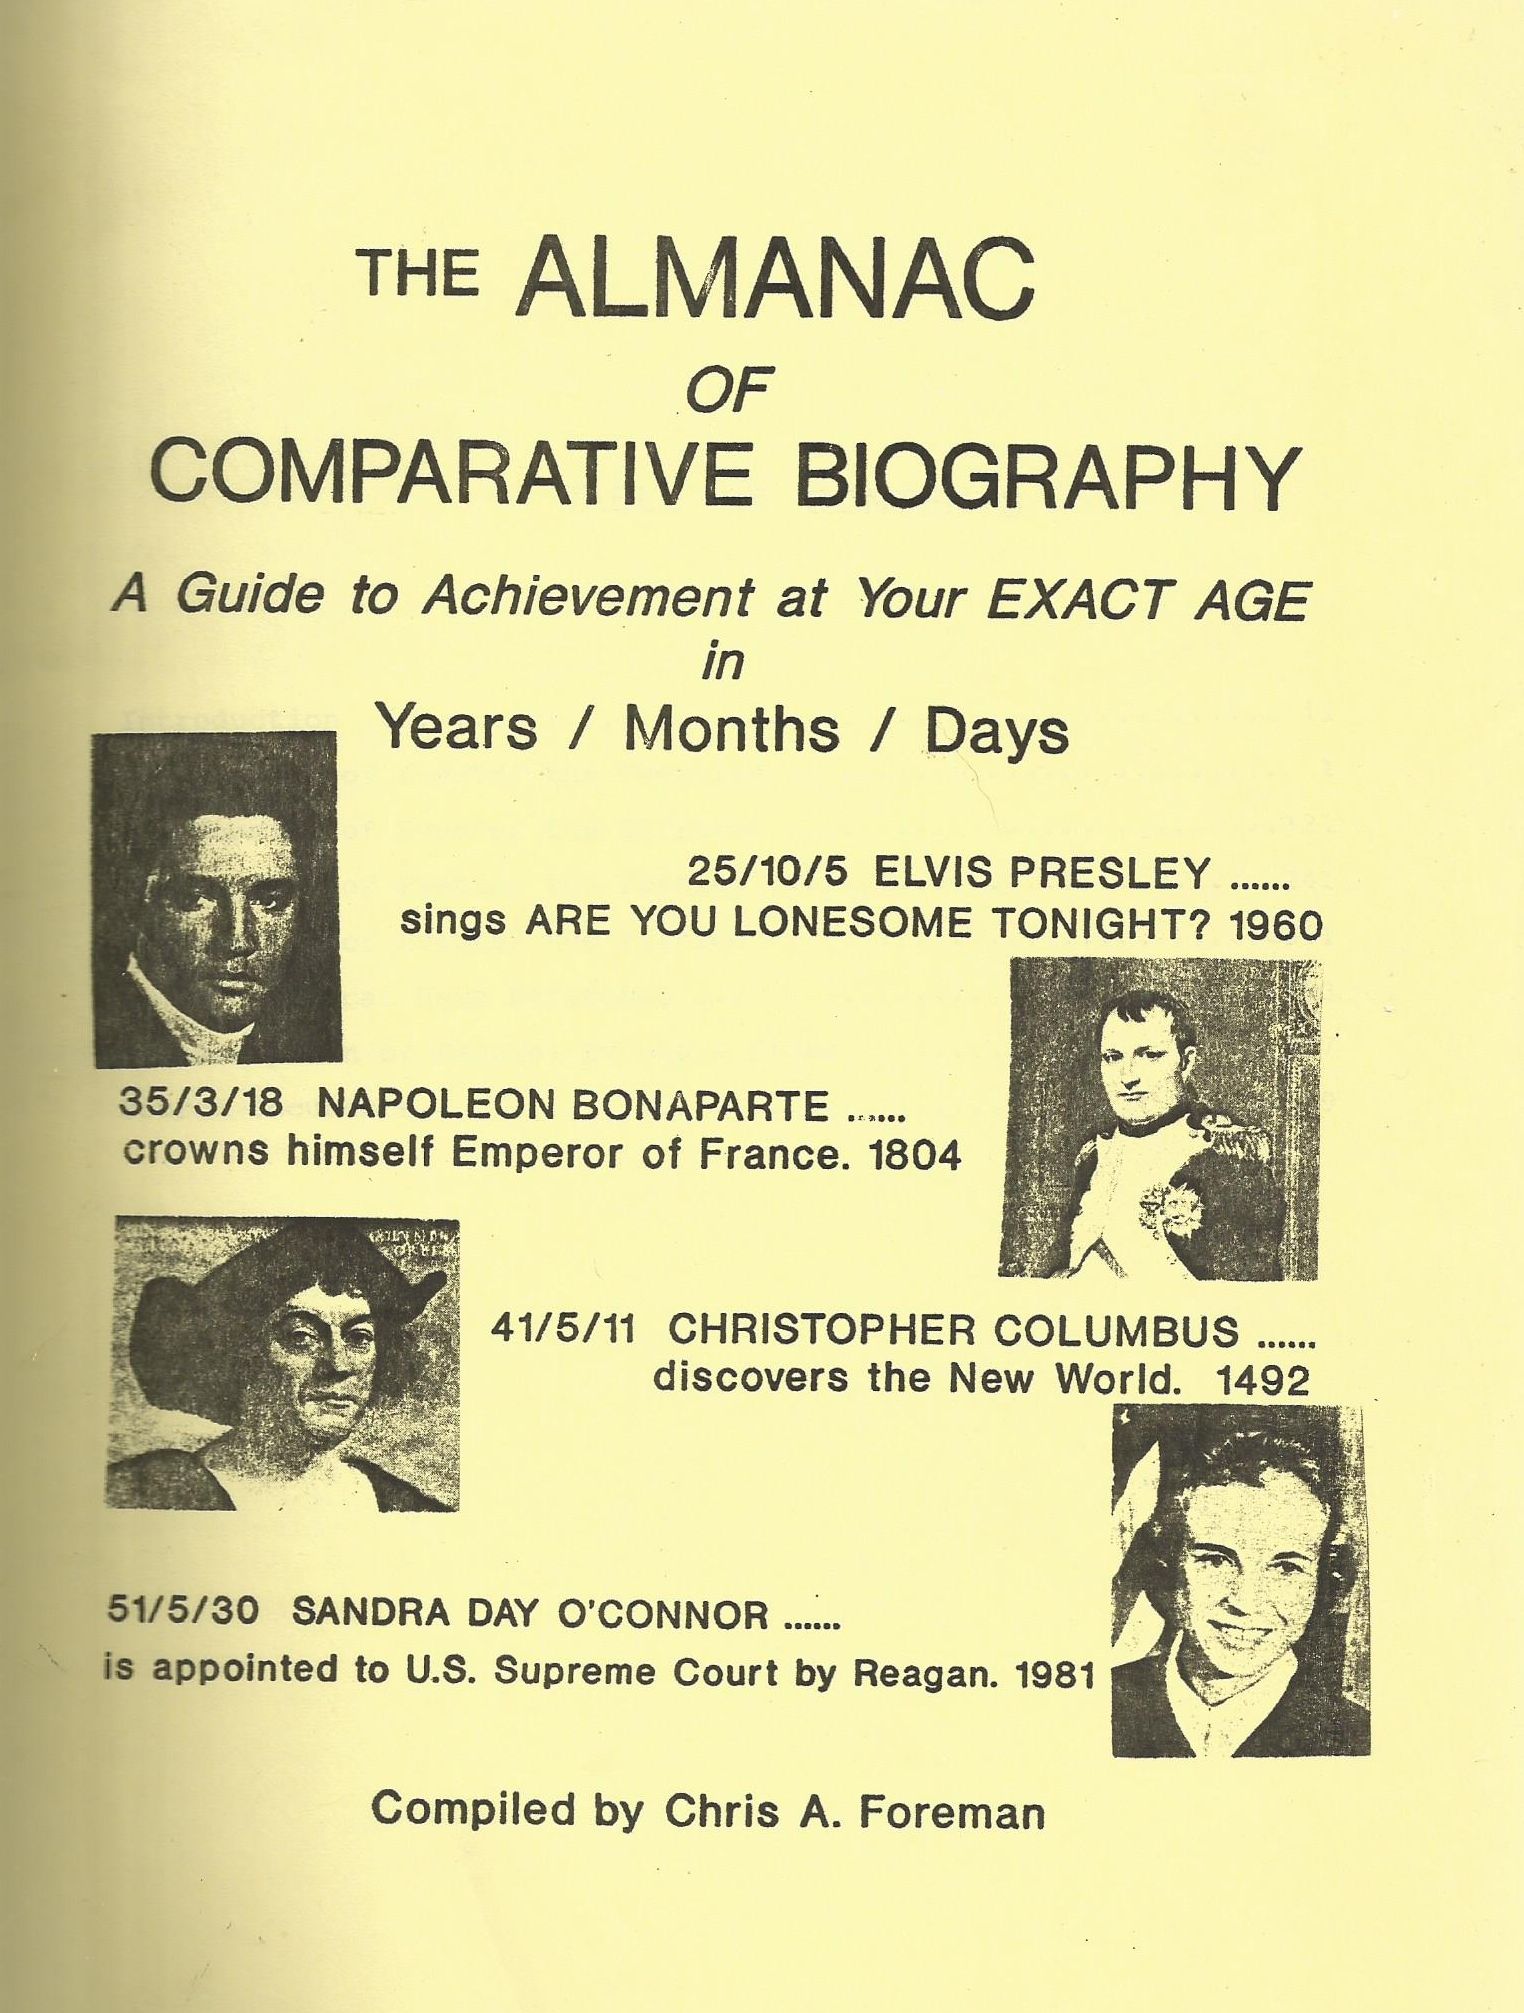 THE ALMANAC
OF
COMPARATIVE BIOGRAPHY
A Guide to Achievement at Your EXACT AGE
in
Years / Months / Days
25/10/5 ELVIS PRESLEY ......
sings ARE YOU LONESOME TONIGHT? 1960
35/3/18 NAPOLEON BONAPARTE ......
crowns himself Emperor of France. 1804
41/5/11 CHRISTOPHER COLUMBUS ......
discovers the New World. 1492
51/5/30 SANDRA DAY O'CONNOR ......
is appointed to U.S. Supreme Court by Reagan. 1981
Compiled by Chris A. Foreman